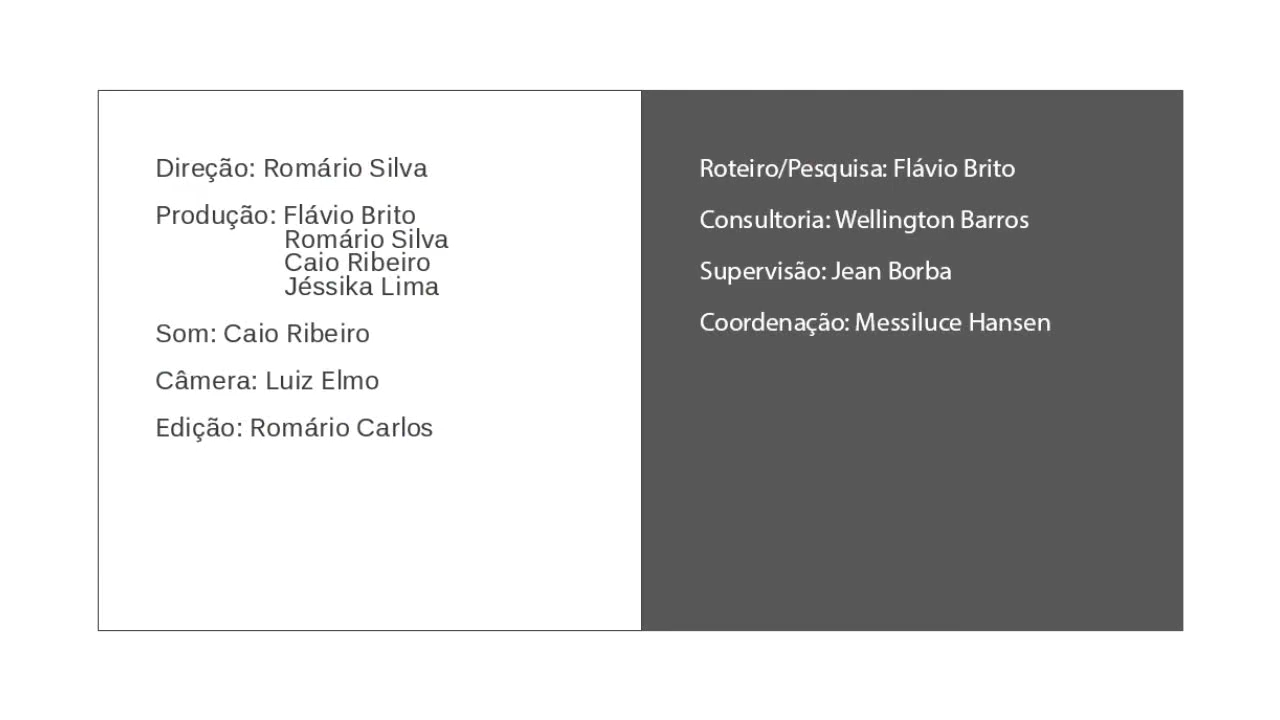 Direção: Romário Silva
Produção: Flávio Brito
Romário Silva
Caio Ribeiro
Jéssika Lima
Som: Caio Ribeiro
Câmera: Luiz Elmo
Edição: Romário Carlos
Roteiro/Pesquisa: Flávio Brito
Consultoria: Wellington Barros
Supervisão: Jean Borba
Coordenação: Messiluce Hansen